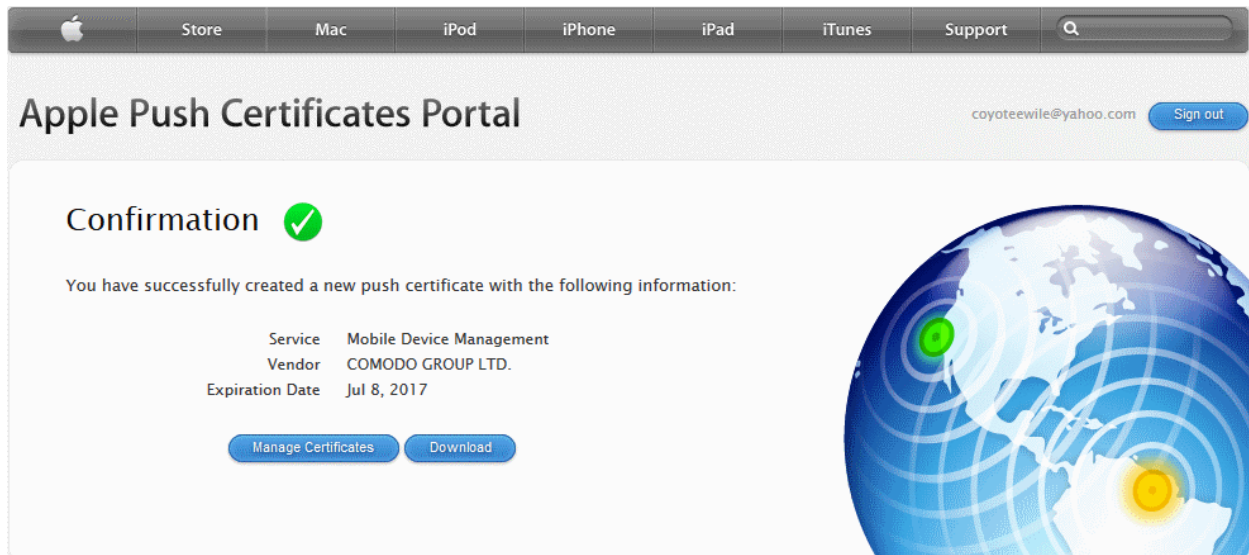 Store Mac iPod iPhone iPad iTunes Support
Apple Push Certificates Portal
coyoteewile@yahoo.com Sign out
Confirmation
You have successfully created a new push certificate with the following information:
Service Mobile Device Management
Vendor COMODO GROUP LTD.
Expiration Date Jul 8, 2017
Manage Certificates Download